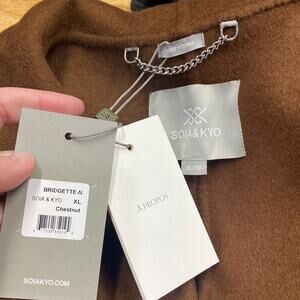 SOIA & KYO
XL/TG
BRIDGETTE-N
SOIA & KYO XL
Chestnut
À PROPOS
SOIAKYO.COM